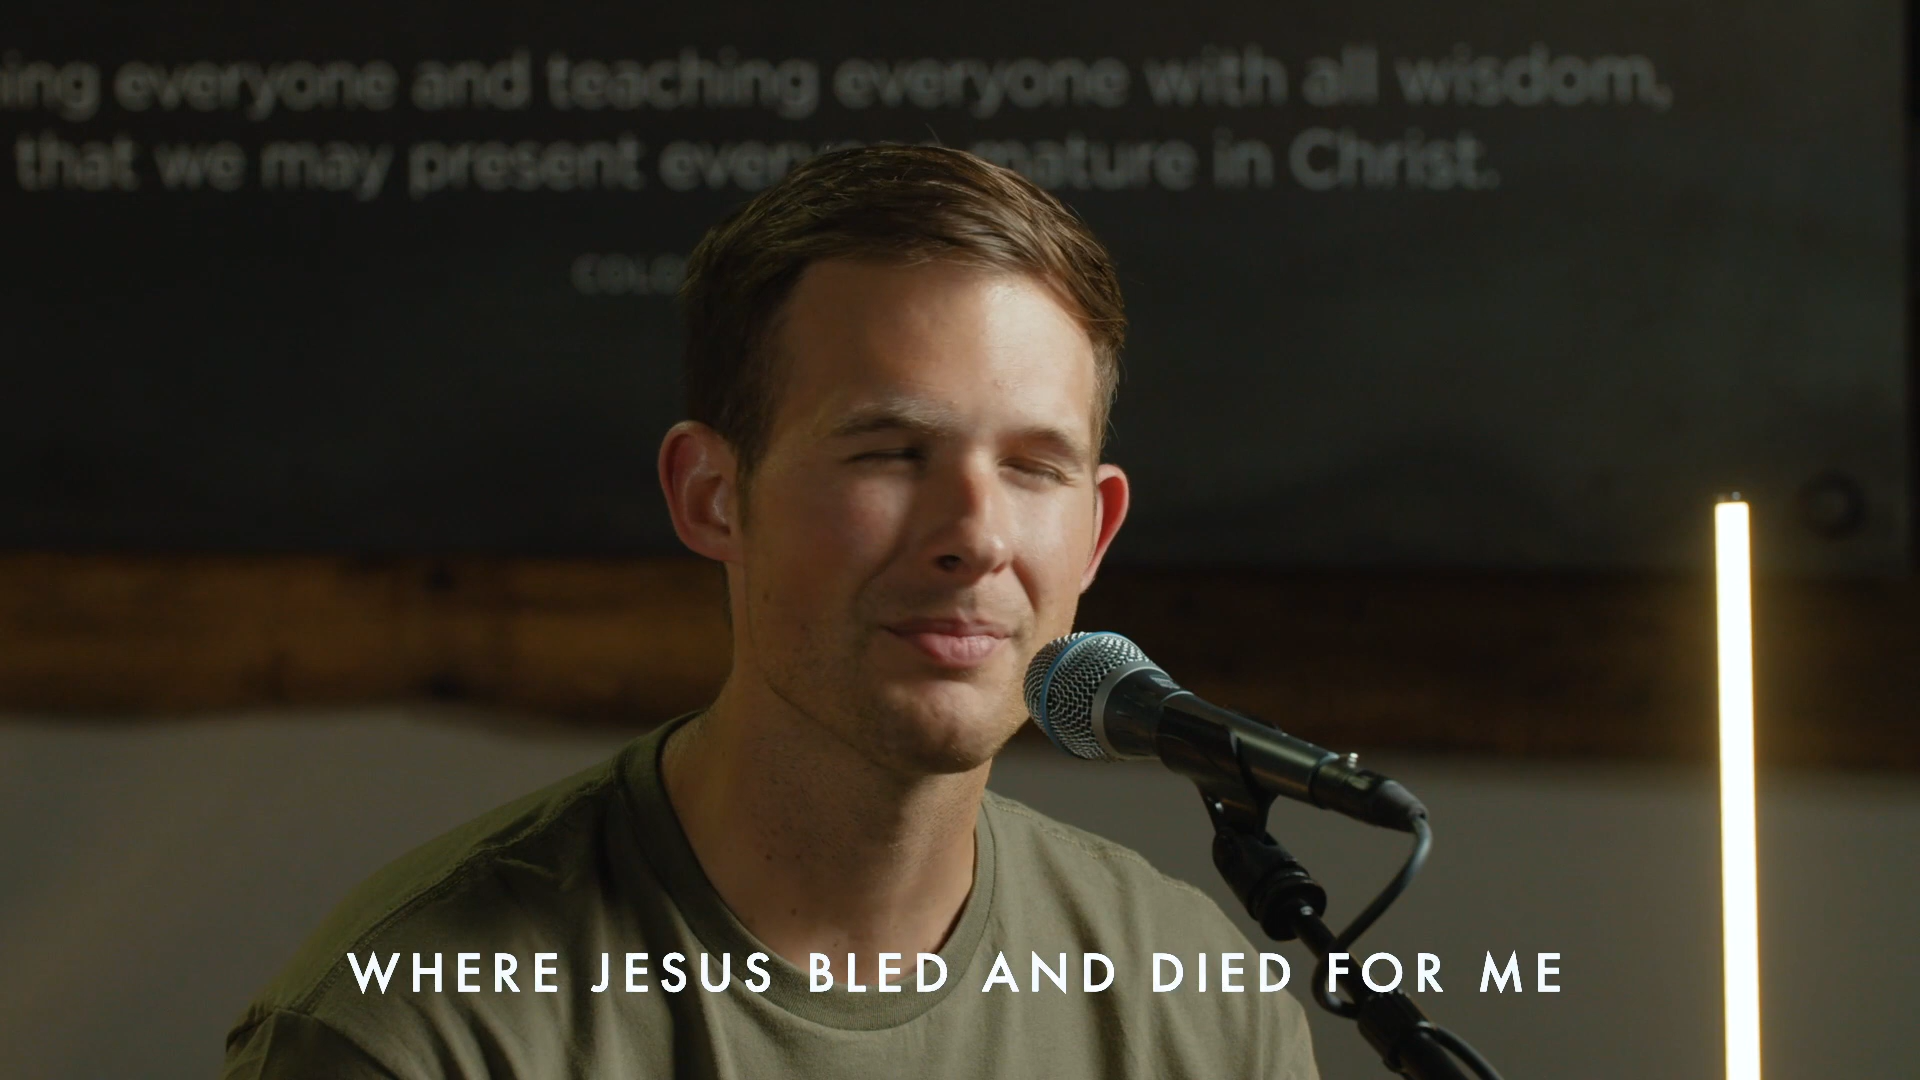 ing everyone and teaching everyone with all wisdom,
that we may present every mature in Christ.
COLO
WHERE JESUS BLED AND DIED FOR ME